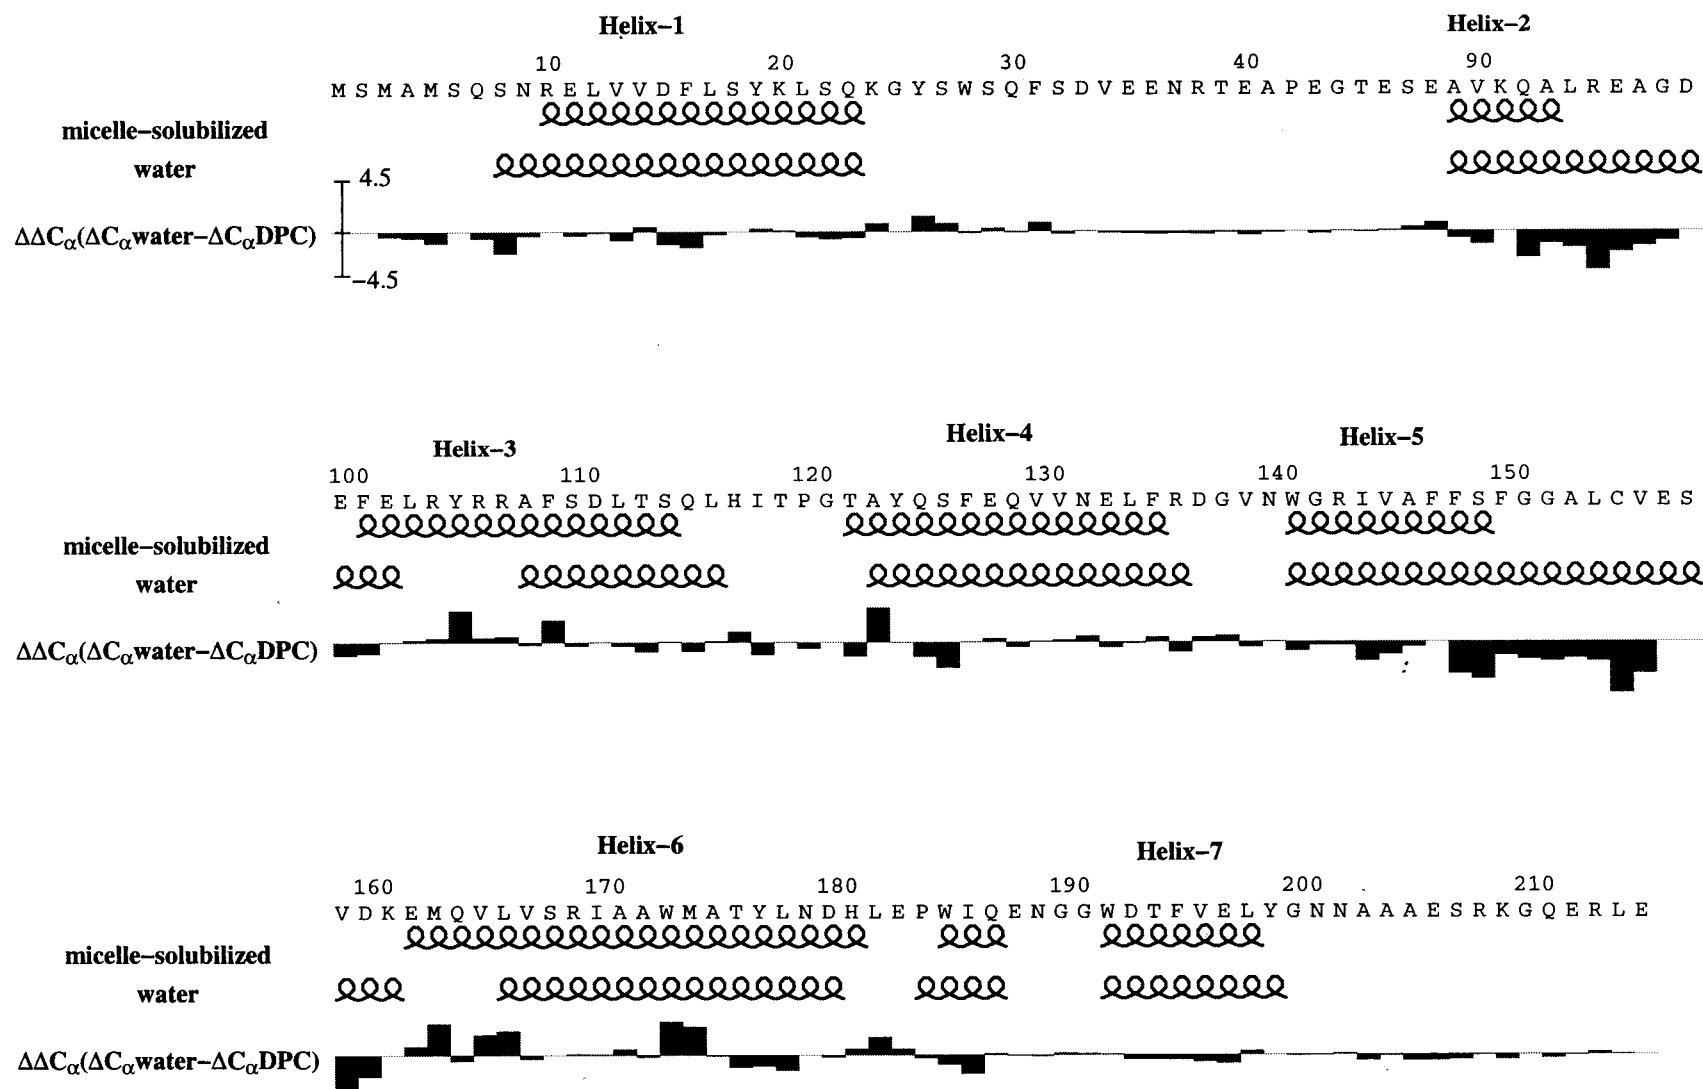 Helix–1 Helix–2
10 20 30 40 90
M S M A M S Q S N R E L V V D F L S Y K L S Q K G Y S W S Q F S D V E E N R T E A P E G T E S E A V K Q A L R E A G D
micelle–solubilized
water
4.5
ΔΔCα(ΔCαwater–ΔCαDPC)
–4.5
Helix–3 Helix–4 Helix–5
100 110 120 130 140 150
E F E L R Y R R A F S D L T S Q L H I T P G T A Y Q S F E Q V V N E L F R D G V N W G R I V A F F S F G G A L C V E S
micelle–solubilized
water
ΔΔCα(ΔCαwater–ΔCαDPC)
Helix–6 Helix–7
160 170 180 190 200 210
V D K E M Q V L V S R I A A W M A T Y L N D H L E P W I Q E N G G W D T F V E L Y G N N A A A E S R K G Q E R L E
micelle–solubilized
water
ΔΔCα(ΔCαwater–ΔCαDPC)